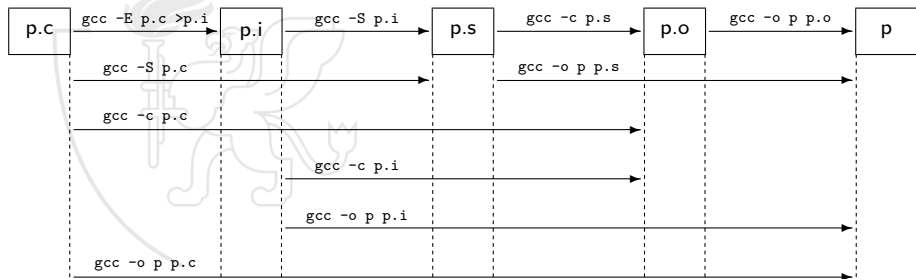 p.c gcc -E p.c >p.i p.i gcc -S p.i p.s gcc -c p.s p.o gcc -o p p.o p
gcc -S p.c gcc -o p p.s
gcc -c p.c
gcc -c p.i
gcc -o p p.i
gcc -o p p.c